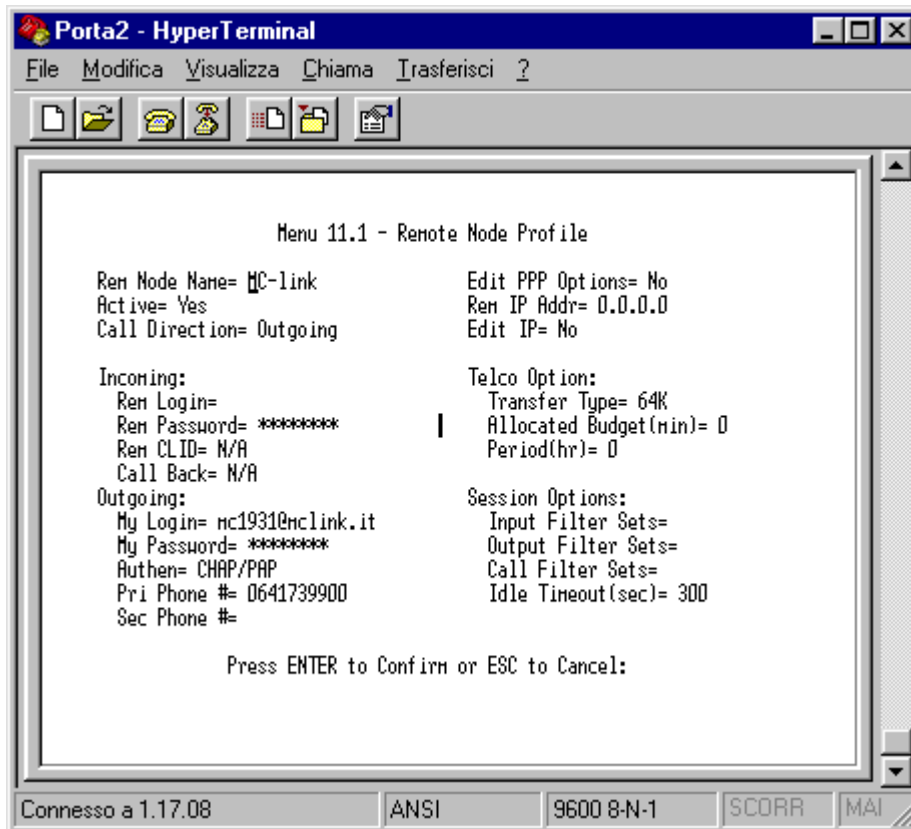 Porta2 - HyperTerminal
File Modifica Visualizza Chiama Trasferisci ?
Menu 11.1 - Remote Node Profile
Rem Node Name= MC-link Edit PPP Options= No
Active= Yes Rem IP Addr= 0.0.0.0
Call Direction= Outgoing Edit IP= No
Incoming: Telco Option:
Rem Login= Transfer Type= 64K
Rem Password= ******** Allocated Budget(min)= 0
Rem CLID= N/A Period(hr)= 0
Call Back= N/A
Outgoing: Session Options:
My Login= mc1931@mclink.it Input Filter Sets=
My Password= ******** Output Filter Sets=
Authen= CHAP/PAP Call Filter Sets=
Pri Phone #= 0641739900 Idle Timeout(sec)= 300
Sec Phone #=
Press ENTER to Confirm or ESC to Cancel:
Connesso a 1.17.08 ANSI 9600 8-N-1 SCORR MAI